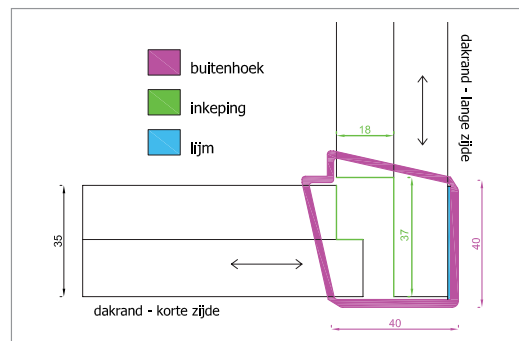 buitenhoek
inkeping
lijm
dakrand - lange zijde
18
35
37
40
dakrand - korte zijde
40